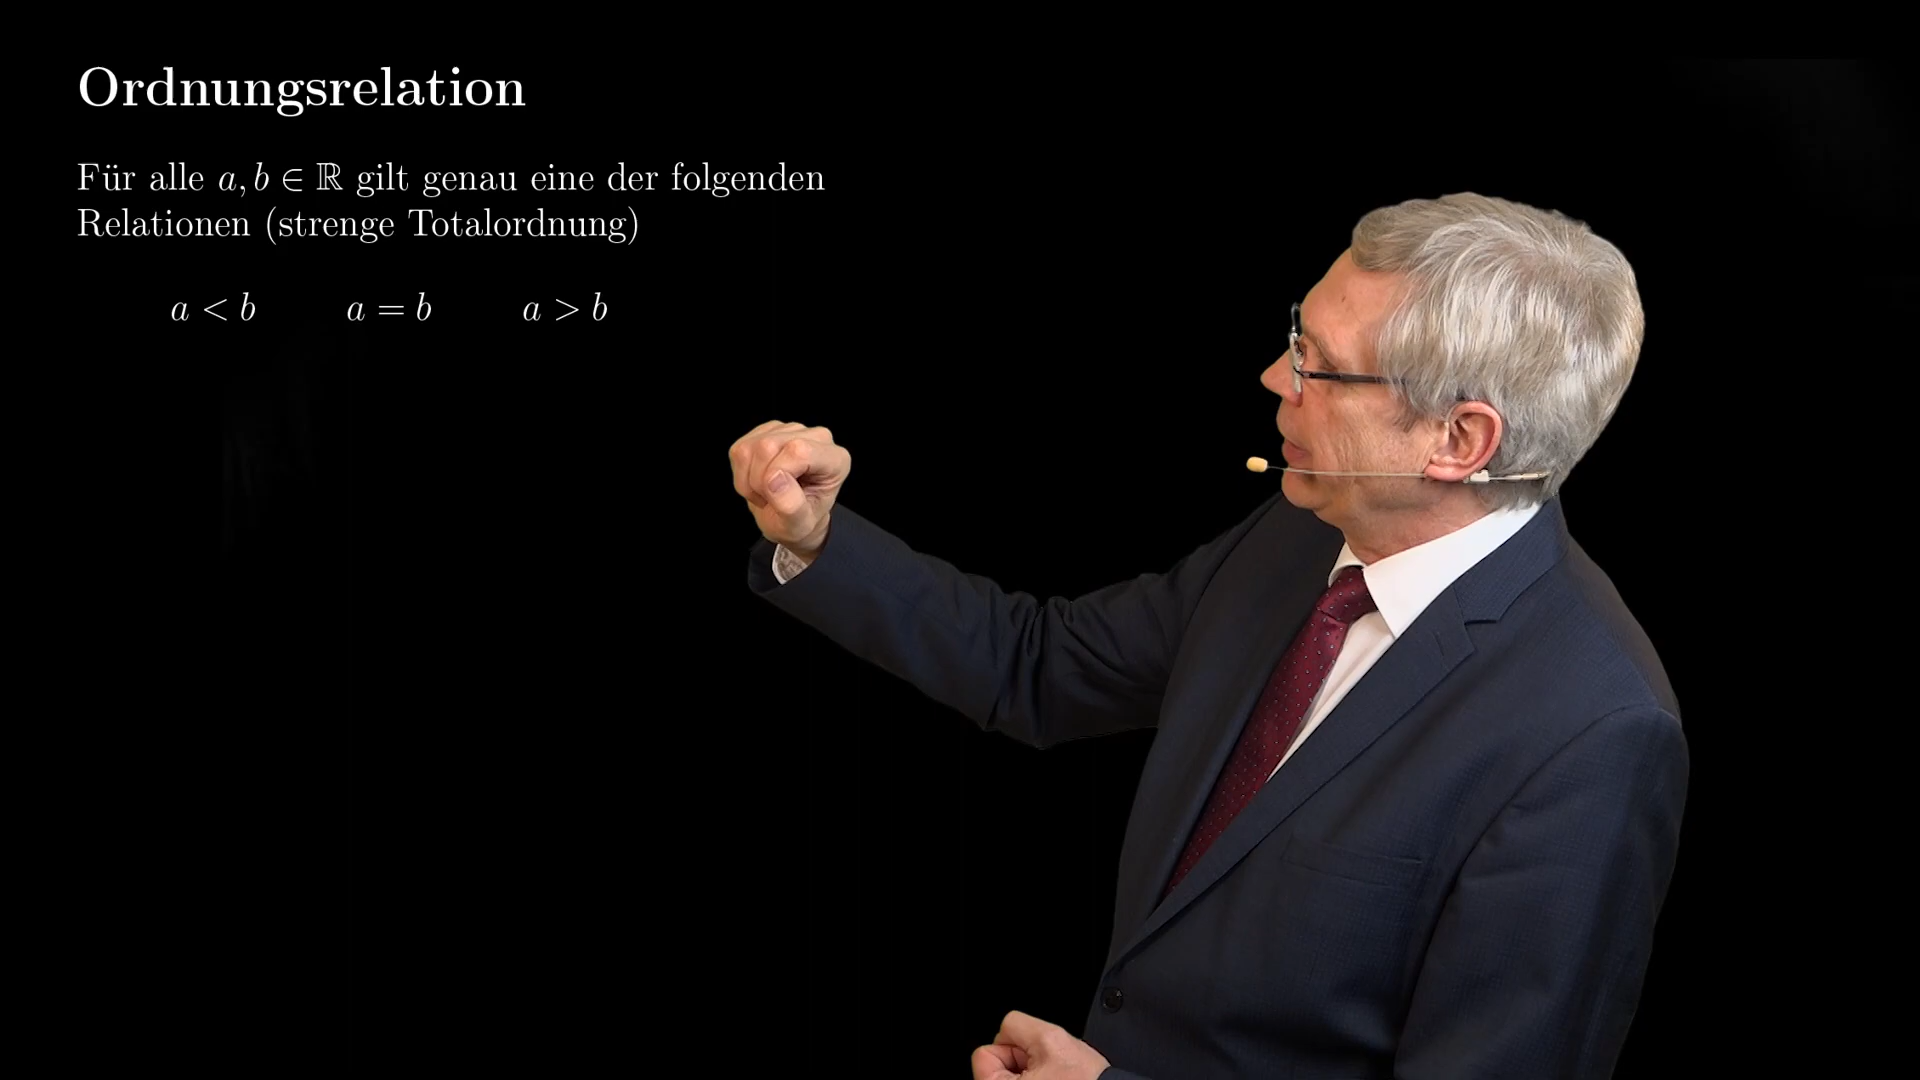 Ordnungsrelation
Für alle a, b ∈ ℝ gilt genau eine der folgenden
Relationen (strenge Totalordnung)
a < b a = b a > b